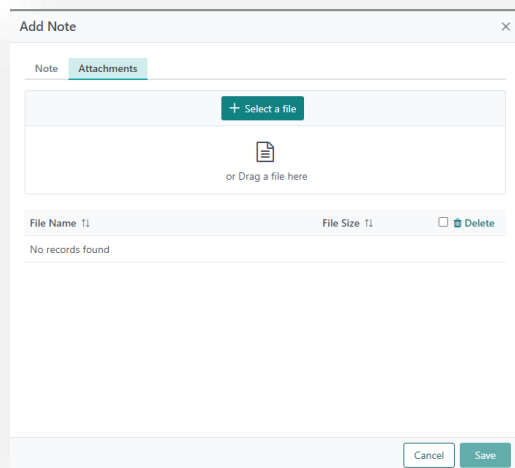 Add Note
Note Attachments
+ Select a file
or Drag a file here
File Name File Size Delete
No records found
Cancel Save